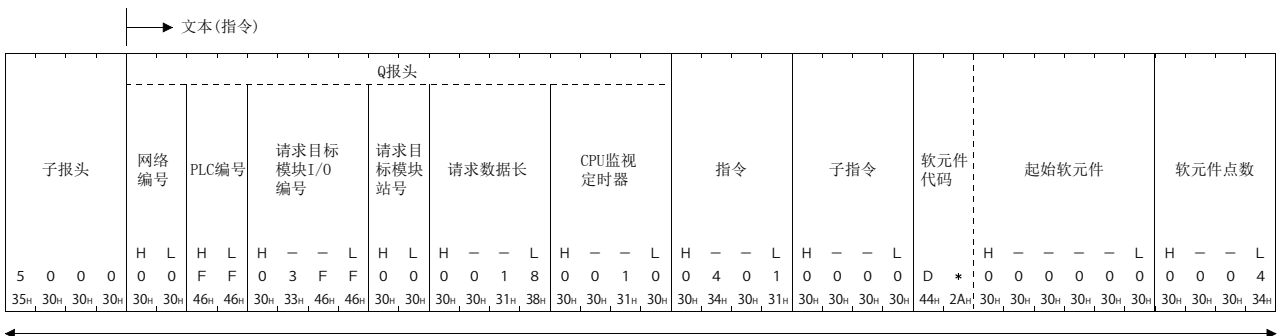 文本(指令)
Q报头
子报头
网络
编号
PLC编号
请求目标
模块I/O
编号
请求目
标模块
站号
请求数据长
CPU监视
定时器
指令
子指令
软元件
代码
起始软元件
软元件点数
H L H L H － － L H L H － － L H － － L H － － L H － － L H － － － － L H － － L
5 0 0 0 0 0 F F 0 3 F F 0 0 0 0 1 8 0 0 1 0 0 4 0 1 0 0 0 0 D * 0 0 0 0 0 0 0 0 0 4
35H 30H 30H 30H 30H 30H 46H 46H 30H 33H 46H 46H 30H 30H 30H 30H 31H 38H 30H 30H 31H 30H 30H 34H 30H 31H 30H 30H 30H 30H 44H 2AH 30H 30H 30H 30H 30H 30H 30H 30H 30H 34H